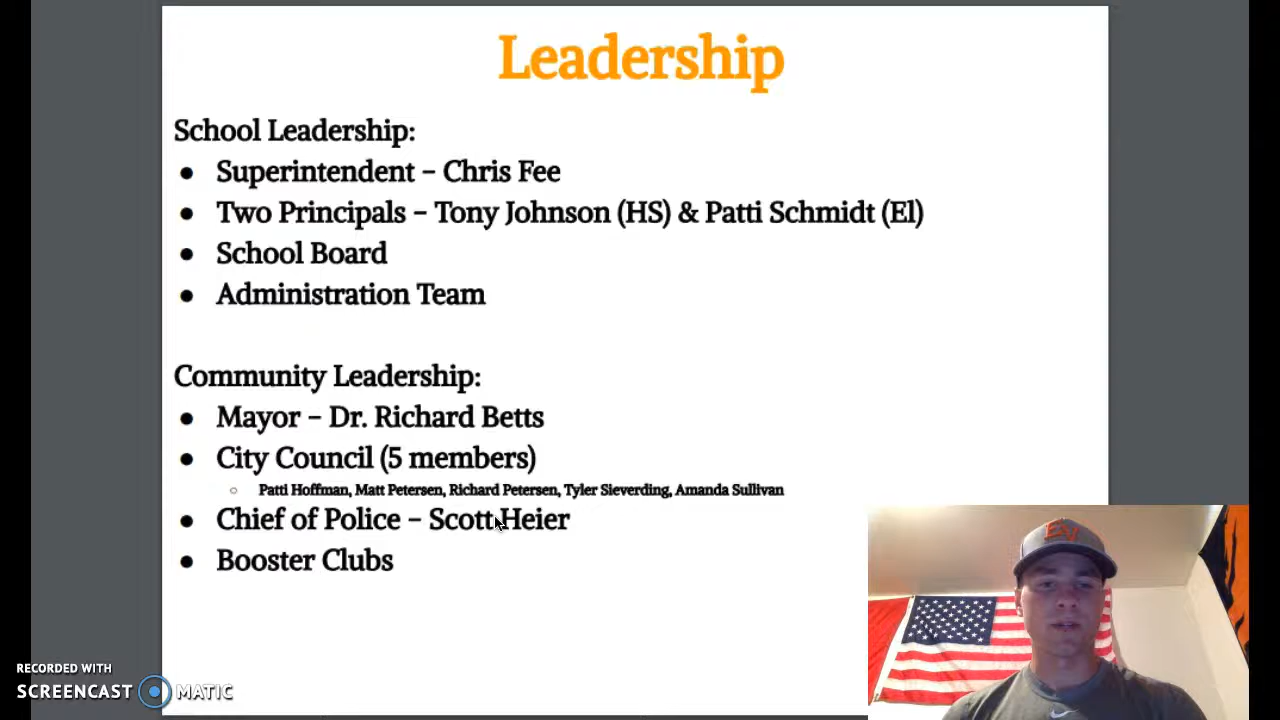 Leadership
School Leadership:
● Superintendent – Chris Fee
● Two Principals – Tony Johnson (HS) & Patti Schmidt (El)
● School Board
● Administration Team
Community Leadership:
● Mayor – Dr. Richard Betts
● City Council (5 members)
○ Patti Hoffman, Matt Petersen, Richard Petersen, Tyler Sieverding, Amanda Sullivan
● Chief of Police – Scott Heier
● Booster Clubs
EV
RECORDED WITH
SCREENCAST MATIC